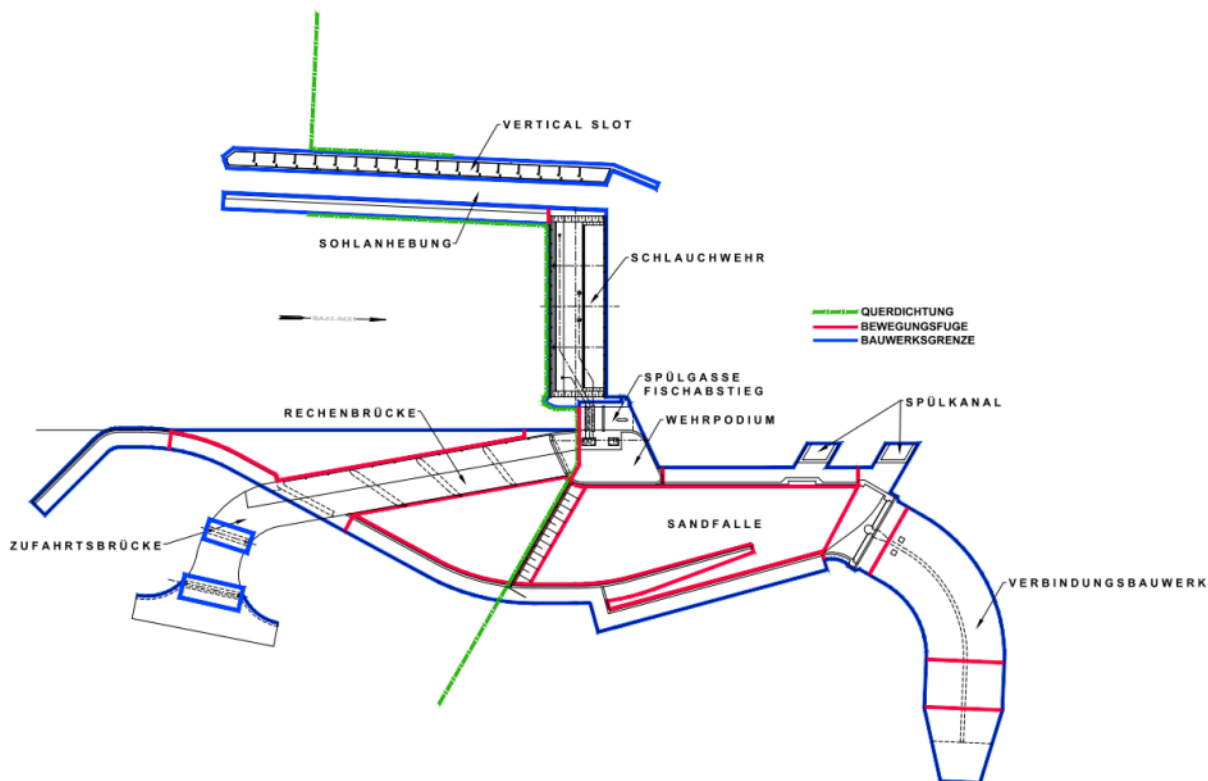 VERTICAL SLOT
SOHLANHEBUNG
SCHLAUCHWEHR
QUERDICHTUNG
BEWEGUNGSFUGE
BAUWERKSGRENZE
SPÜLGASSE
FISCHABSTIEG
RECHENBRÜCKE
WEHRPODIUM
SPÜLKANAL
SANDFALLE
ZUFAHRTSBRÜCKE
VERBINDUNGSBAUWERK